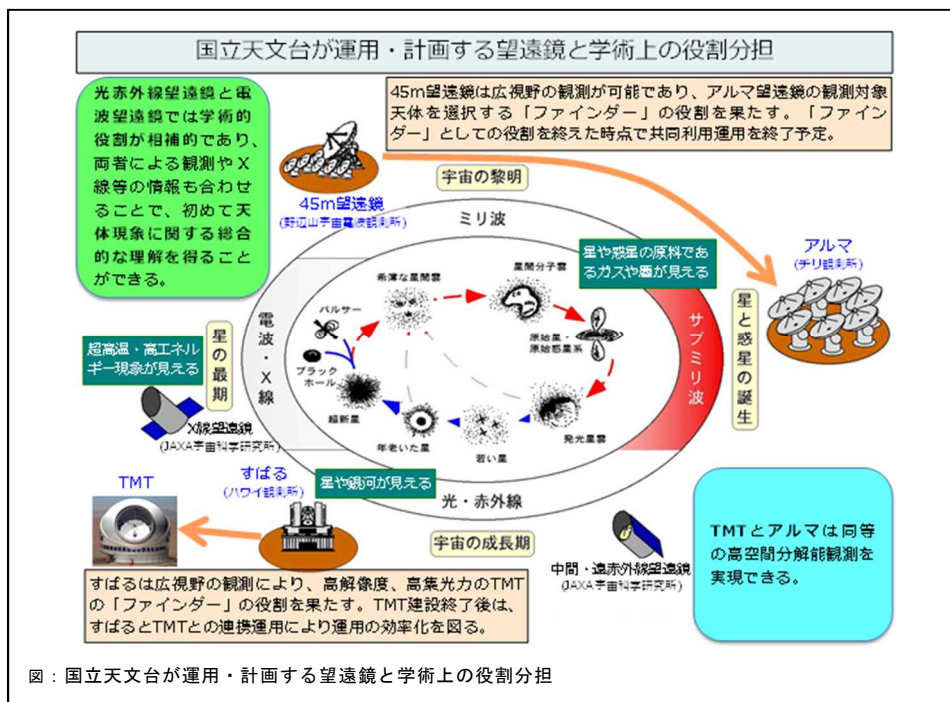 国立天文台が運用・計画する望遠鏡と学術上の役割分担
光赤外線望遠鏡と電
波望遠鏡では学術的
役割が相補的であり、
両者による観測やX
線等の情報も合わせ
ることで、初めて天
体現象に関する総合
的な理解を得ること
ができる。
45m望遠鏡は広視野の観測が可能であり、アルマ望遠鏡の観測対象
天体を選択する「ファインダー」の役割を果たす。「ファイン
ダー」としての役割を終えた時点で共同利用運用を終了予定。
45m望遠鏡
(野辺山宇宙電波観測所)
宇宙の黎明
ミリ波
アルマ
(チリ観測所)
星や惑星の原料であ
るガスや塵が見える
希薄な星間雲
星間分子雲
パルサー
原始星・
原始惑星系
ブラック
ホール
超新星
年老いた星
若い星
発光星雲
電波・X線
サブミリ波
星の最期
星と惑星の誕生
超高温・高エネル
ギー現象が見える
X線望遠鏡
(JAXA宇宙科学研究所)
TMT
すばる
(ハワイ観測所)
星や銀河が見える
光・赤外線
宇宙の成長期
中間・遠赤外線望遠鏡
(JAXA宇宙科学研究所)
TMTとアルマは同等
の高空間分解能観測を
実現できる。
すばるは広視野の観測により、高解像度、高集光力のTMT
の「ファインダー」の役割を果たす。TMT建設終了後は、
すばるとTMTとの連携運用により運用の効率化を図る。
図：国立天文台が運用・計画する望遠鏡と学術上の役割分担